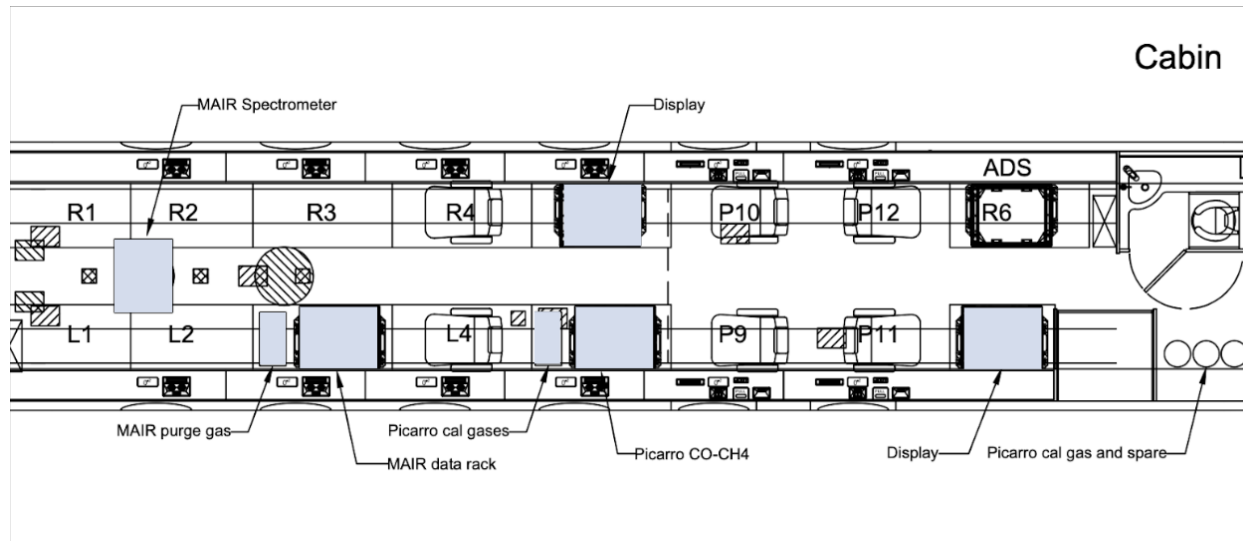 Cabin
MAIR Spectrometer
Display
ADS
R1
R2
R3
R4
P10
P12
R6
L1
L2
L4
P9
P11
MAIR purge gas
Picarro cal gases
MAIR data rack
Picarro CO-CH4
Display
Picarro cal gas and spare